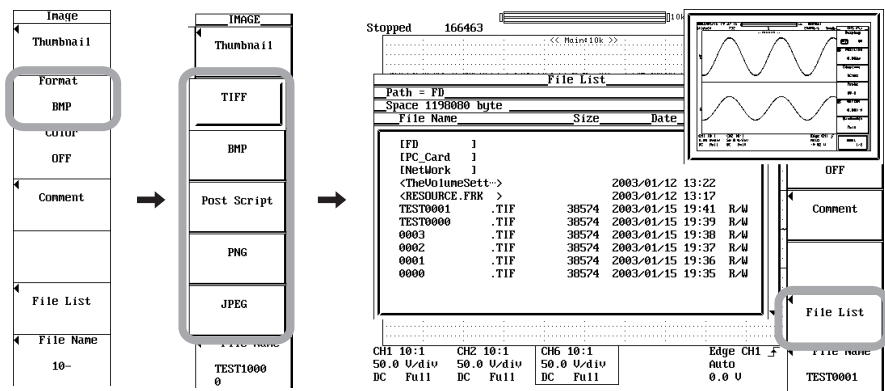 Image
Thumbnail
Format
BMP
Color
OFF
Comment
File List
File Name
10-
IMAGE
Thumbnail
TIFF
BMP
Post Script
PNG
JPEG
File Name
TEST1000
0
Stopped 166463
10k
<< Main:10k >>
File List
Path = FD
Space 1198080 byte
File Name Size Date
[FD ]
[PC_Card ]
[NetWork ]
<TheVolumeSett…> 2003/01/12 13:22
<RESOURCE.FRK > 2003/01/12 13:17
TEST0001 .TIF 38574 2003/01/15 19:41 R/W
TEST0000 .TIF 38574 2003/01/15 19:39 R/W
0003 .TIF 38574 2003/01/15 19:38 R/W
0002 .TIF 38574 2003/01/15 19:37 R/W
0001 .TIF 38574 2003/01/15 19:36 R/W
0000 .TIF 38574 2003/01/15 19:35 R/W
OFF
Comment
File List
File Name
TEST0001
CH1 10:1 CH2 10:1 CH6 10:1 Edge CH1
50.0 V/div 50.0 V/div 50.0 V/div Auto
DC Full DC Full DC Full 0.0 V